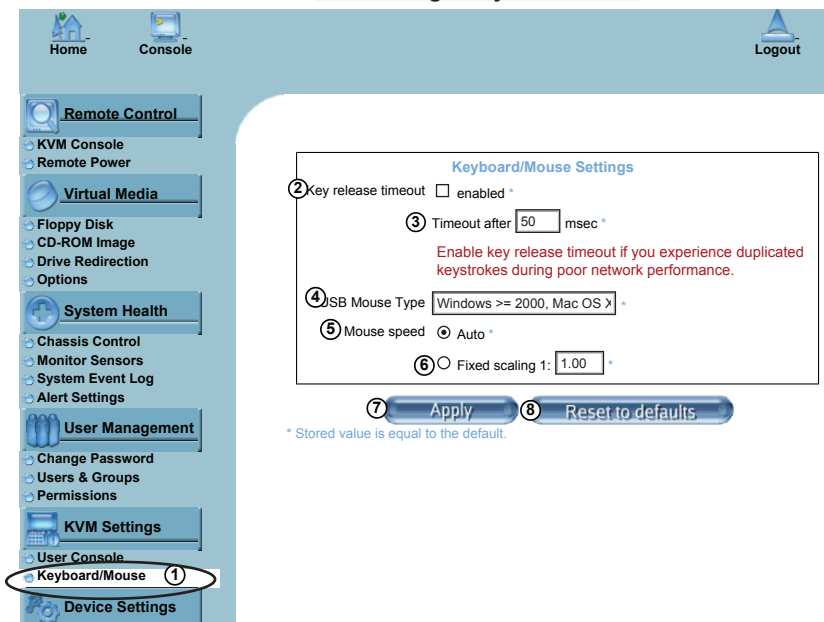 Home
Console
Logout
Remote Control
KVM Console
Remote Power
Virtual Media
Floppy Disk
CD-ROM Image
Drive Redirection
Options
System Health
Chassis Control
Monitor Sensors
System Event Log
Alert Settings
User Management
Change Password
Users & Groups
Permissions
KVM Settings
User Console
Keyboard/Mouse 1
Device Settings
Keyboard/Mouse Settings
2 Key release timeout enabled *
3 Timeout after 50 msec *
Enable key release timeout if you experience duplicated
keystrokes during poor network performance.
4 USB Mouse Type Windows >= 2000, Mac OS X *
5 Mouse speed Auto *
6 Fixed scaling 1: 1.00 *
7 Apply 8 Reset to defaults
* Stored value is equal to the default.